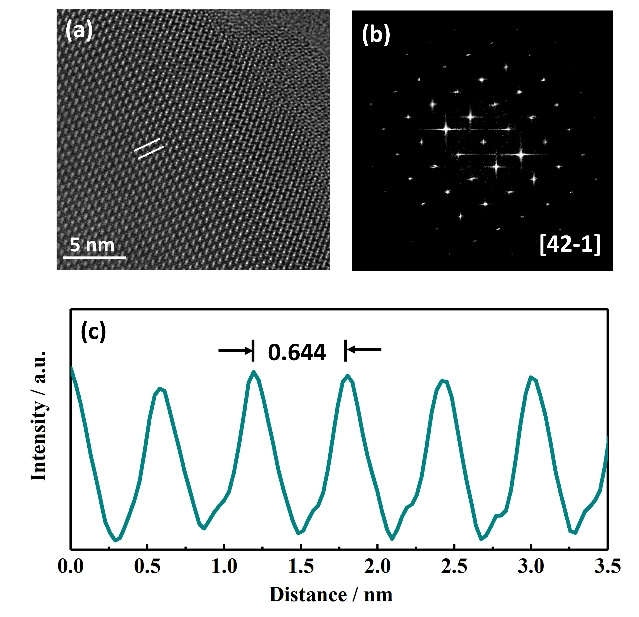 (a)
5 nm
(b)
[42-1]
(c)
0.644
Intensity / a.u.
0.0 0.5 1.0 1.5 2.0 2.5 3.0 3.5
Distance / nm